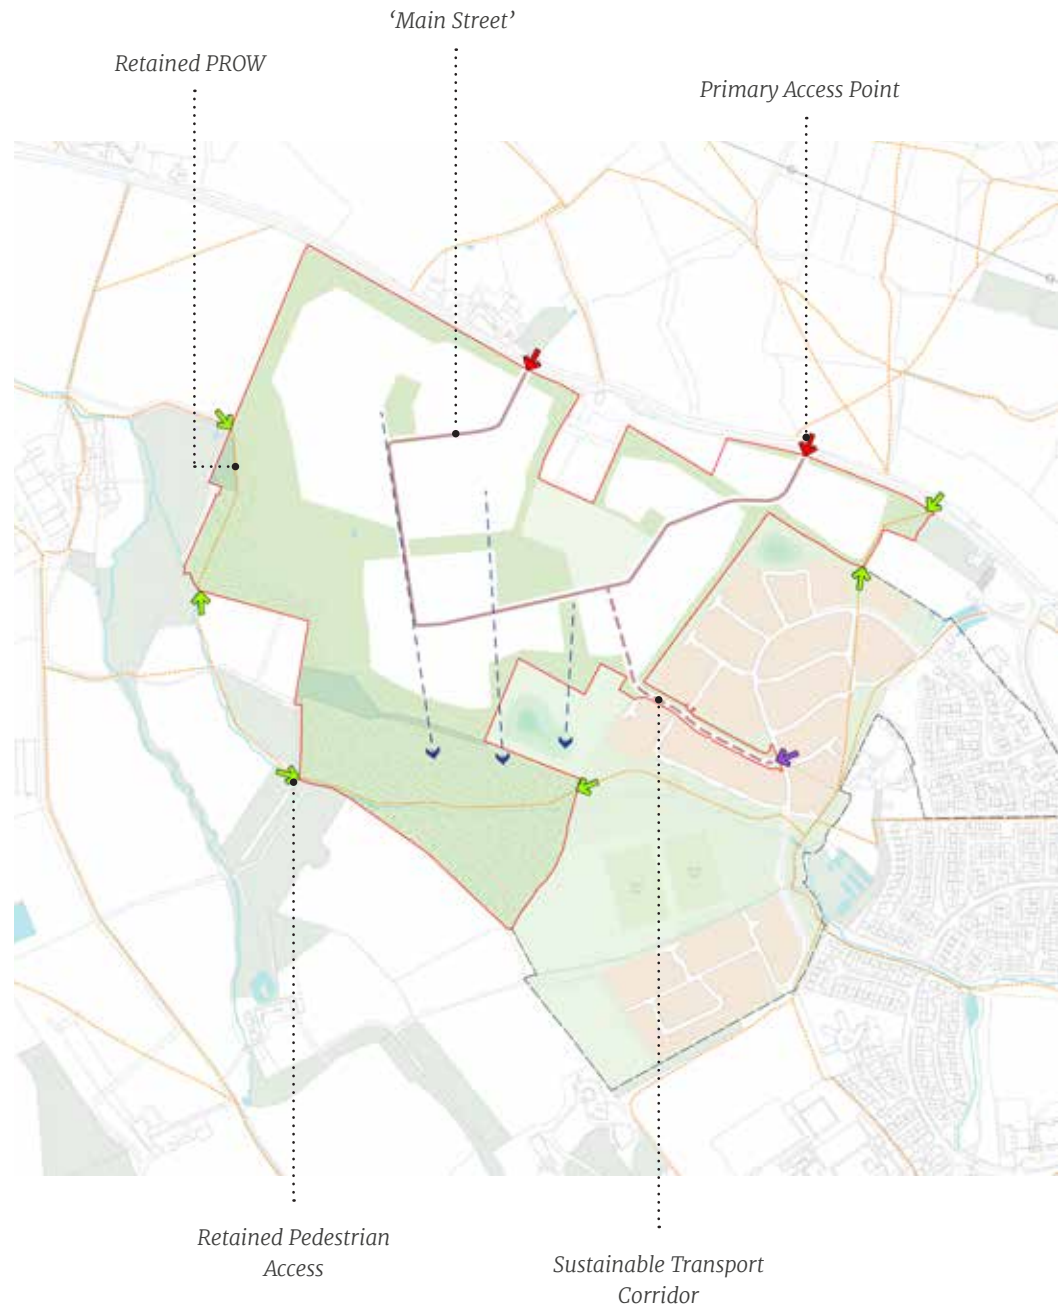 ‘Main Street’
Retained PROW
Primary Access Point
Retained Pedestrian
Access
Sustainable Transport
Corridor